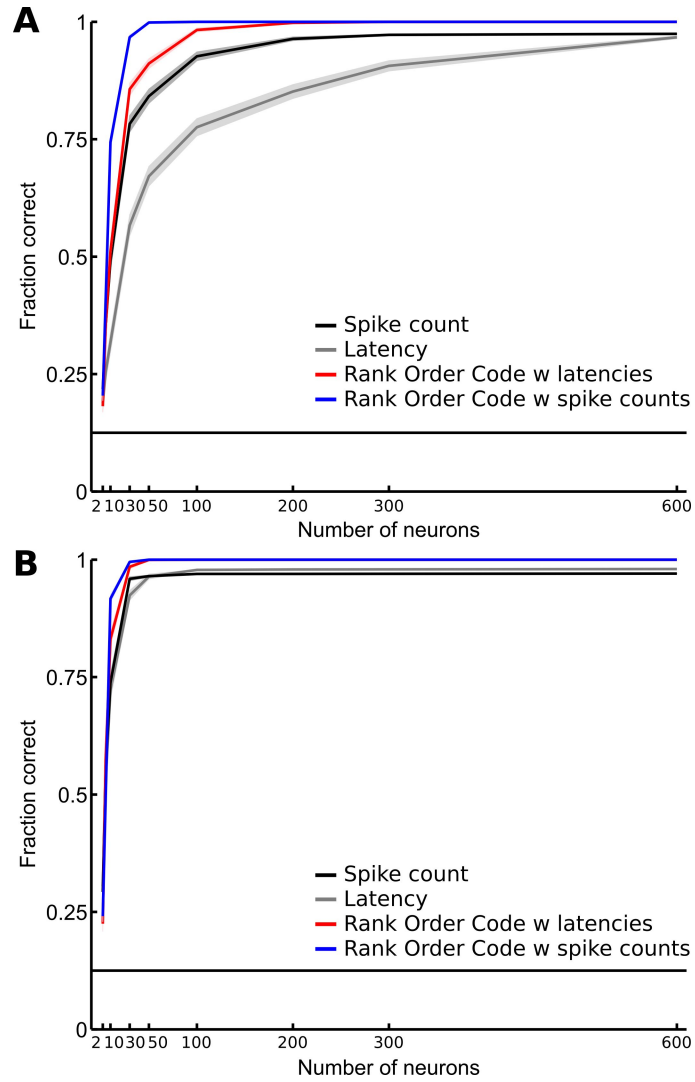 A
1
0.75
0.5
0.25
0
Fraction correct
Spike count
Latency
Rank Order Code w latencies
Rank Order Code w spike counts
2 10 30 50 100 200 300 600
Number of neurons
B
1
0.75
0.5
0.25
0
Fraction correct
Spike count
Latency
Rank Order Code w latencies
Rank Order Code w spike counts
2 10 30 50 100 200 300 600
Number of neurons